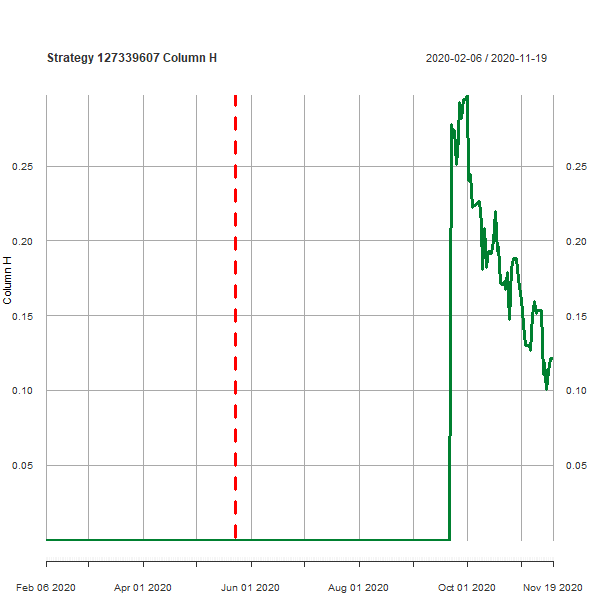 Strategy 127339607 Column H
2020-02-06 / 2020-11-19
Column H
0.25
0.20
0.15
0.10
0.05
0.25
0.20
0.15
0.10
0.05
Feb 06 2020
Apr 01 2020
Jun 01 2020
Aug 01 2020
Oct 01 2020
Nov 19 2020